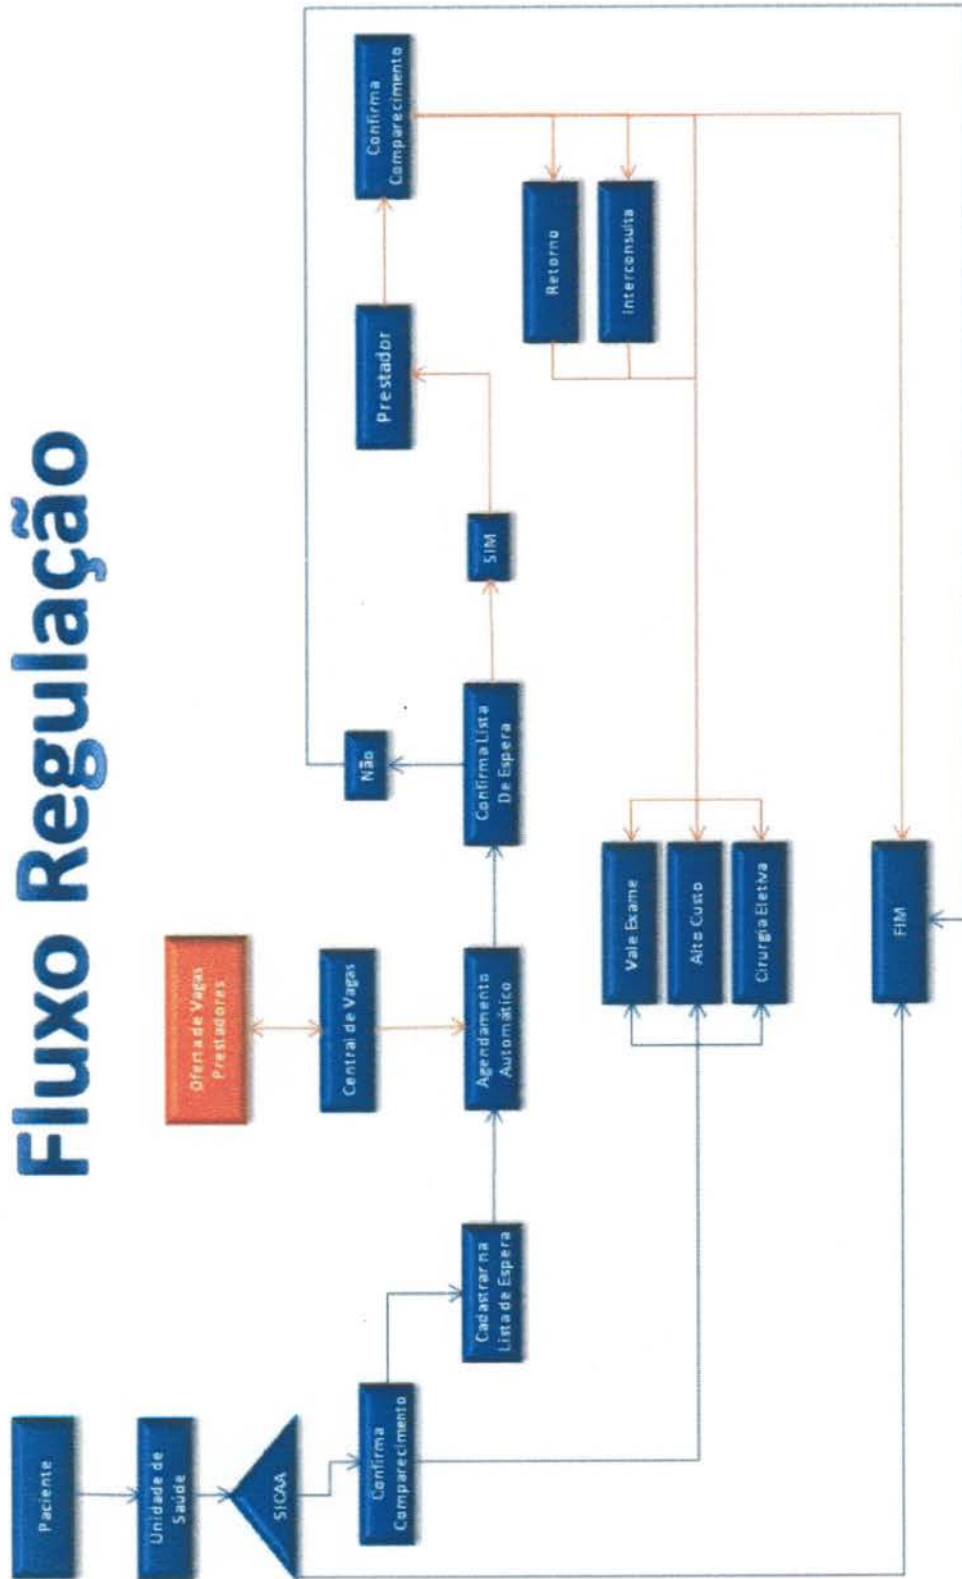 Fluxo Regulação
Paciente
Unidade de
Saúde
SICAA
Confirma
Comparecimento
Cadastrar na
Lista de Espera
Oferta de Vagas
Prestadores
Central de Vagas
Agendamento
Automático
Confirma Lista
De Espera
Não
SIM
Prestador
Confirma
Comparecimento
Retorno
Interconsulta
Vale Exame
Alto Custo
Cirurgia Eletiva
FIM